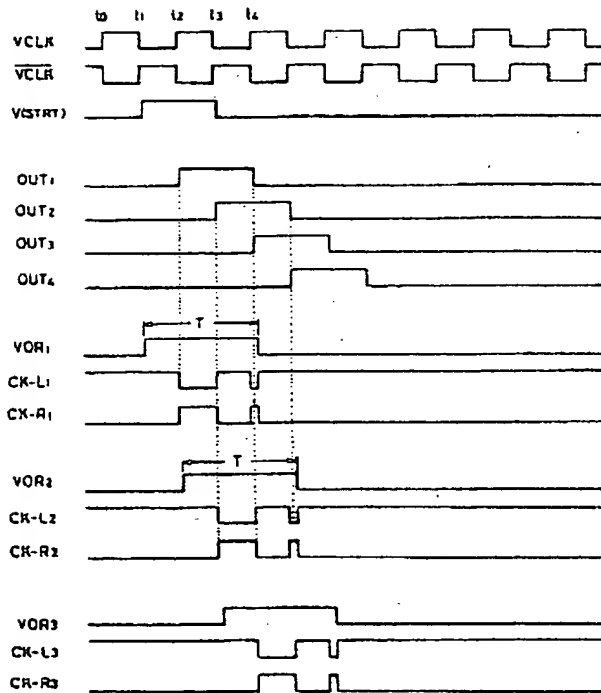 t₀ t₁ t₂ t₃ t₄
VCLK
V̅C̅L̅K̅
V(STRT)
OUT₁
OUT₂
OUT₃
OUT₄
T
VOR₁
CK-L₁
CK-R₁
T
VOR₂
CK-L₂
CK-R₂
VOR₃
CK-L₃
CK-R₃